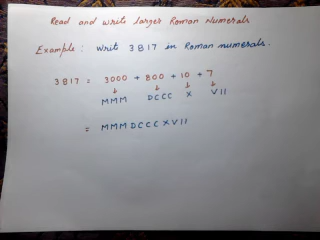 Read and write larger Roman Numerals
Example: Write 3817 in Roman numerals.
3817 = 3000 + 800 + 10 + 7
↓ ↓ ↓ ↓
MMM DCCC X VII
= MMMDCCCXVII